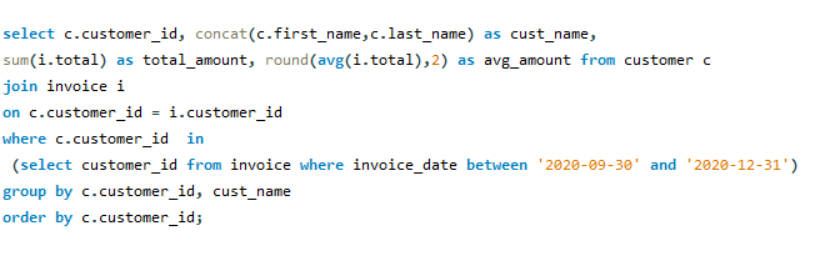 select c.customer_id, concat(c.first_name,c.last_name) as cust_name,
sum(i.total) as total_amount, round(avg(i.total),2) as avg_amount from customer c
join invoice i
on c.customer_id = i.customer_id
where c.customer_id  in
(select customer_id from invoice where invoice_date between '2020-09-30' and '2020-12-31')
group by c.customer_id, cust_name
order by c.customer_id;